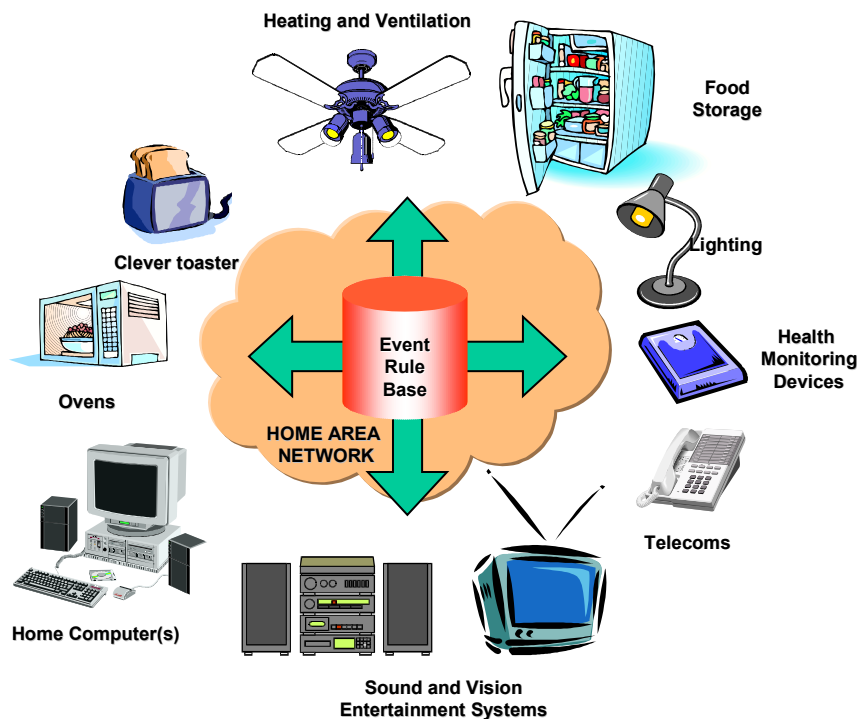 Heating and Ventilation
Food
Storage
Lighting
Clever toaster
Event
Rule
Base
Health
Monitoring
Devices
Ovens
HOME AREA
NETWORK
Telecoms
Home Computer(s)
Sound and Vision
Entertainment Systems